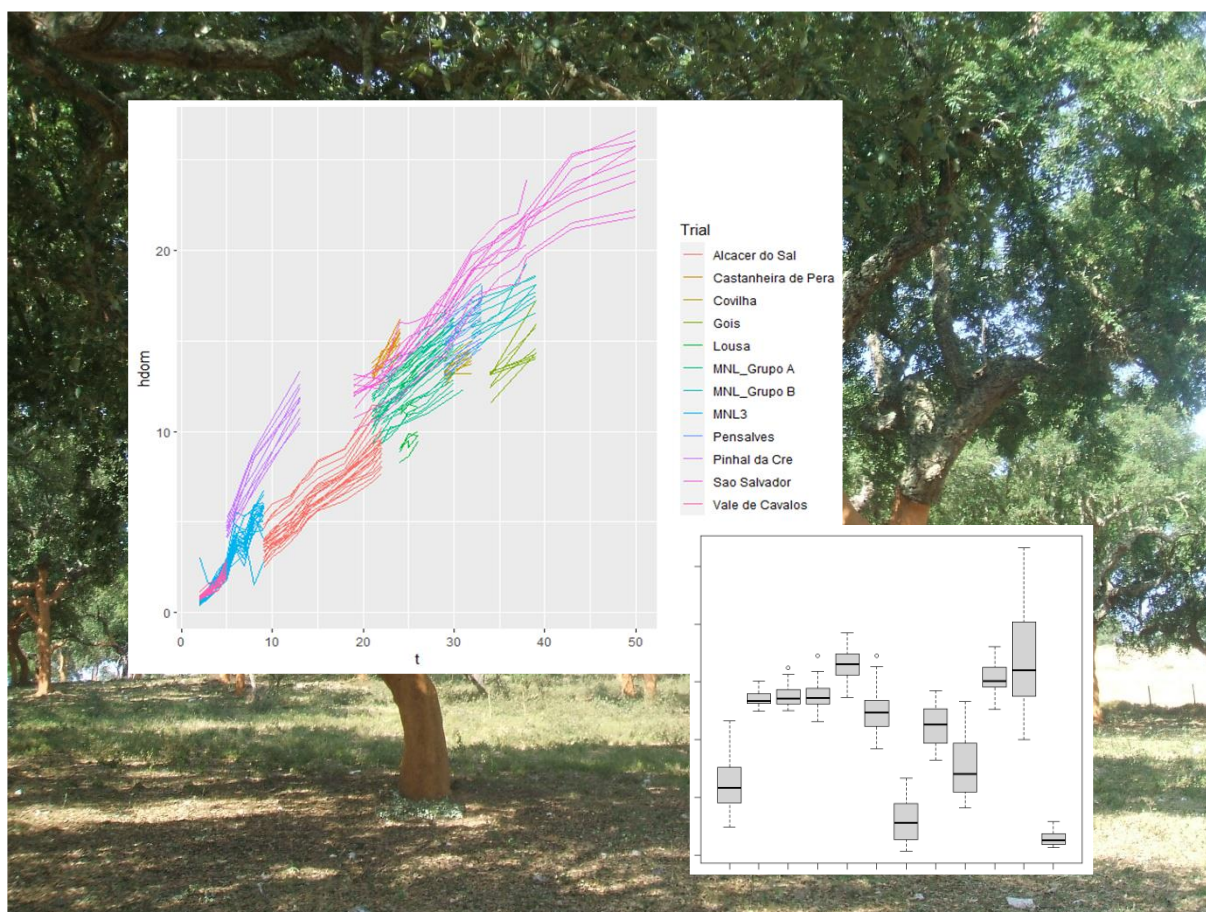 hdom
20
10
0
0
10
20
30
40
50
t
Trial
Alcacer do Sal
Castanheira de Pera
Covilha
Gois
Lousa
MNL_Grupo A
MNL_Grupo B
MNL3
Pensalves
Pinhal da Cre
Sao Salvador
Vale de Cavalos